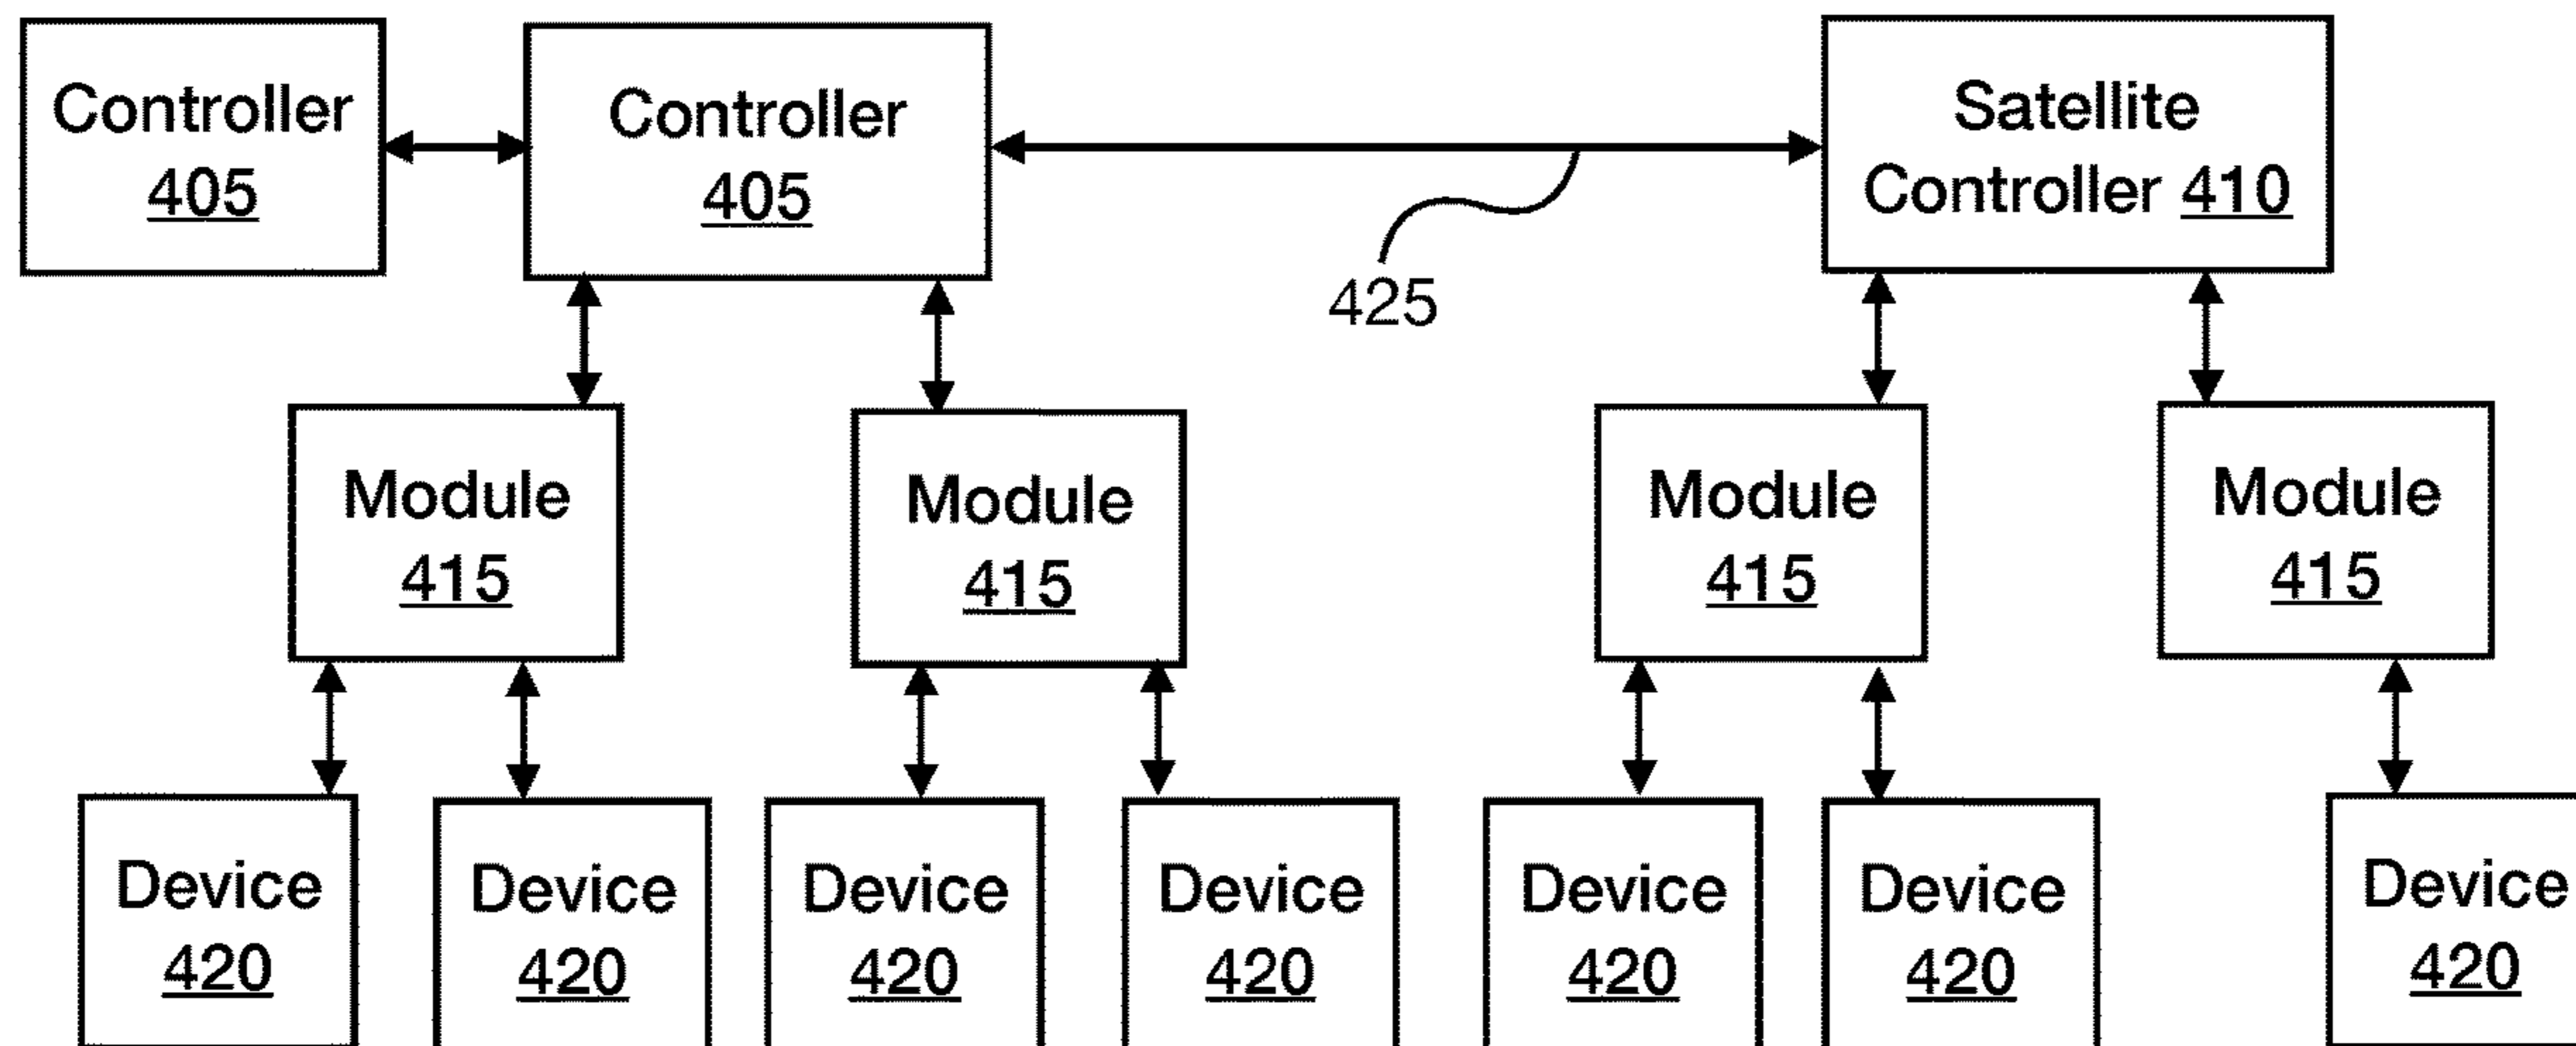 Controller
405
Controller
405
Satellite
Controller 410
425
Module
415
Module
415
Module
415
Module
415
Device
420
Device
420
Device
420
Device
420
Device
420
Device
420
Device
420